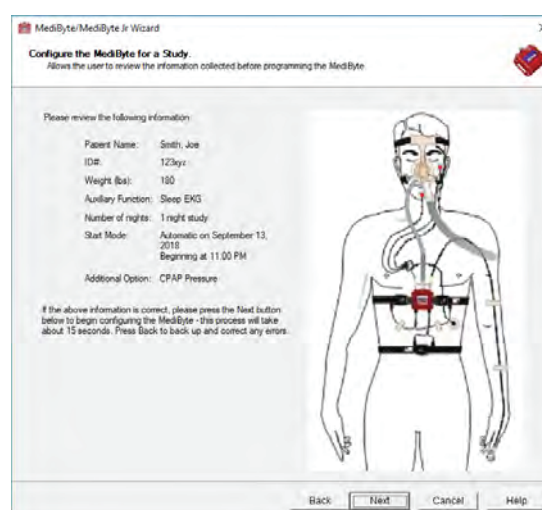 MediByte/MediByte Jr Wizard
Configure the MediByte for a Study.
Allows the user to review the information collected before programming the MediByte
Please review the following information:
Patient Name: Smith, Joe
ID#: 123xyz
Weight (lbs): 180
Auxiliary Function: Sleep EKG
Number of nights: 1 night study
Start Mode: Automatic on September 13,
2018
Beginning at 11:00 PM
Additional Option: CPAP Pressure
If the above information is correct, please press the Next button
below to begin configuring the MediByte - this process will take
about 15 seconds. Press Back to back up and correct any errors.
Back Next Cancel Help